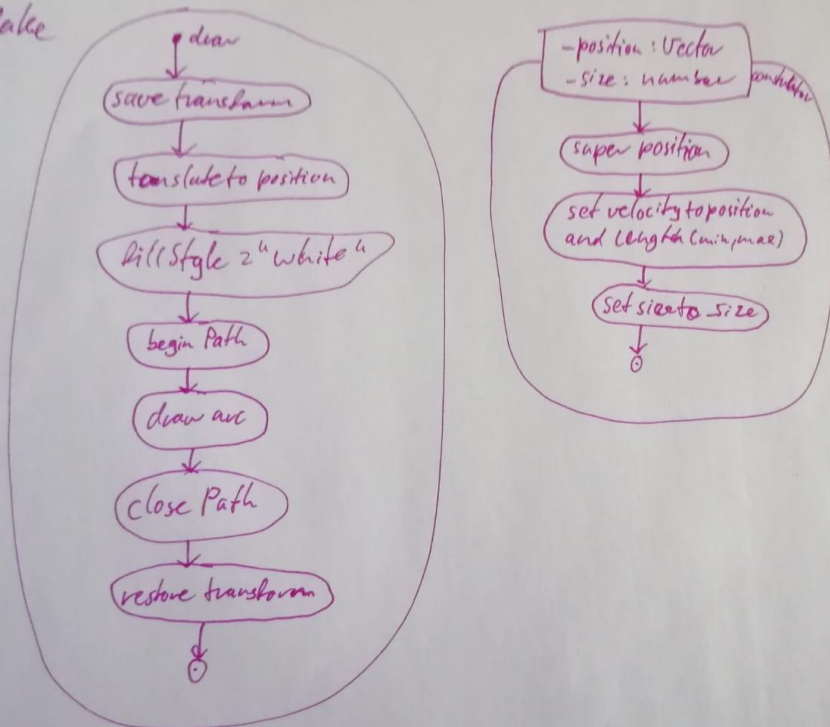 draw
save transform
translate to position
fillStyle = "white"
begin Path
draw arc
close Path
restore transform
-position : Vector
-size : number
constructor
super position
set velocity to position
and length (min, max)
set size to size